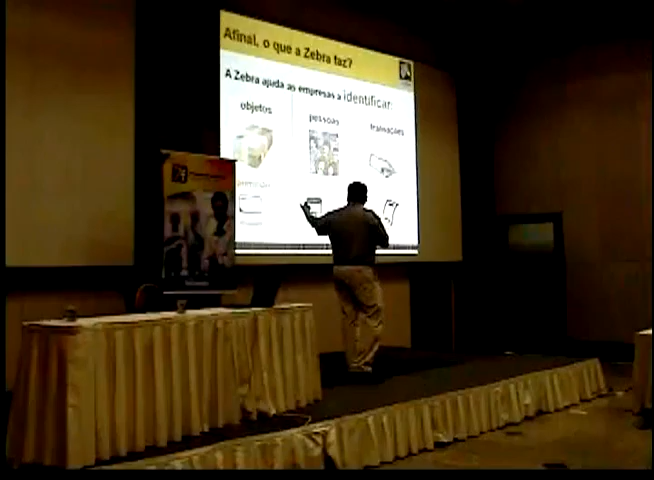 Afinal, o que a Zebra faz?
A Zebra ajuda as empresas a identificar:
objetos
pessoas
transações